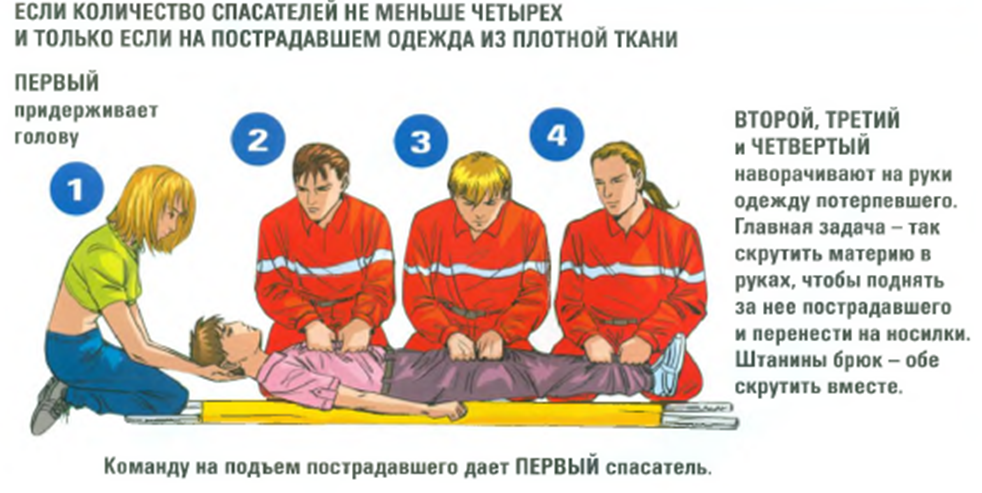 ЕСЛИ КОЛИЧЕСТВО СПАСАТЕЛЕЙ НЕ МЕНЬШЕ ЧЕТЫРЕХ
И ТОЛЬКО ЕСЛИ НА ПОСТРАДАВШЕМ ОДЕЖДА ИЗ ПЛОТНОЙ ТКАНИ
ПЕРВЫЙ
придерживает
голову
1
2
3
4
ВТОРОЙ, ТРЕТИЙ
и ЧЕТВЕРТЫЙ
наворачивают на руки
одежду потерпевшего.
Главная задача – так
скрутить материю в
руках, чтобы поднять
за нее пострадавшего
и перенести на носилки.
Штанины брюк – обе
скрутить вместе.
Команду на подъем пострадавшего дает ПЕРВЫЙ спасатель.